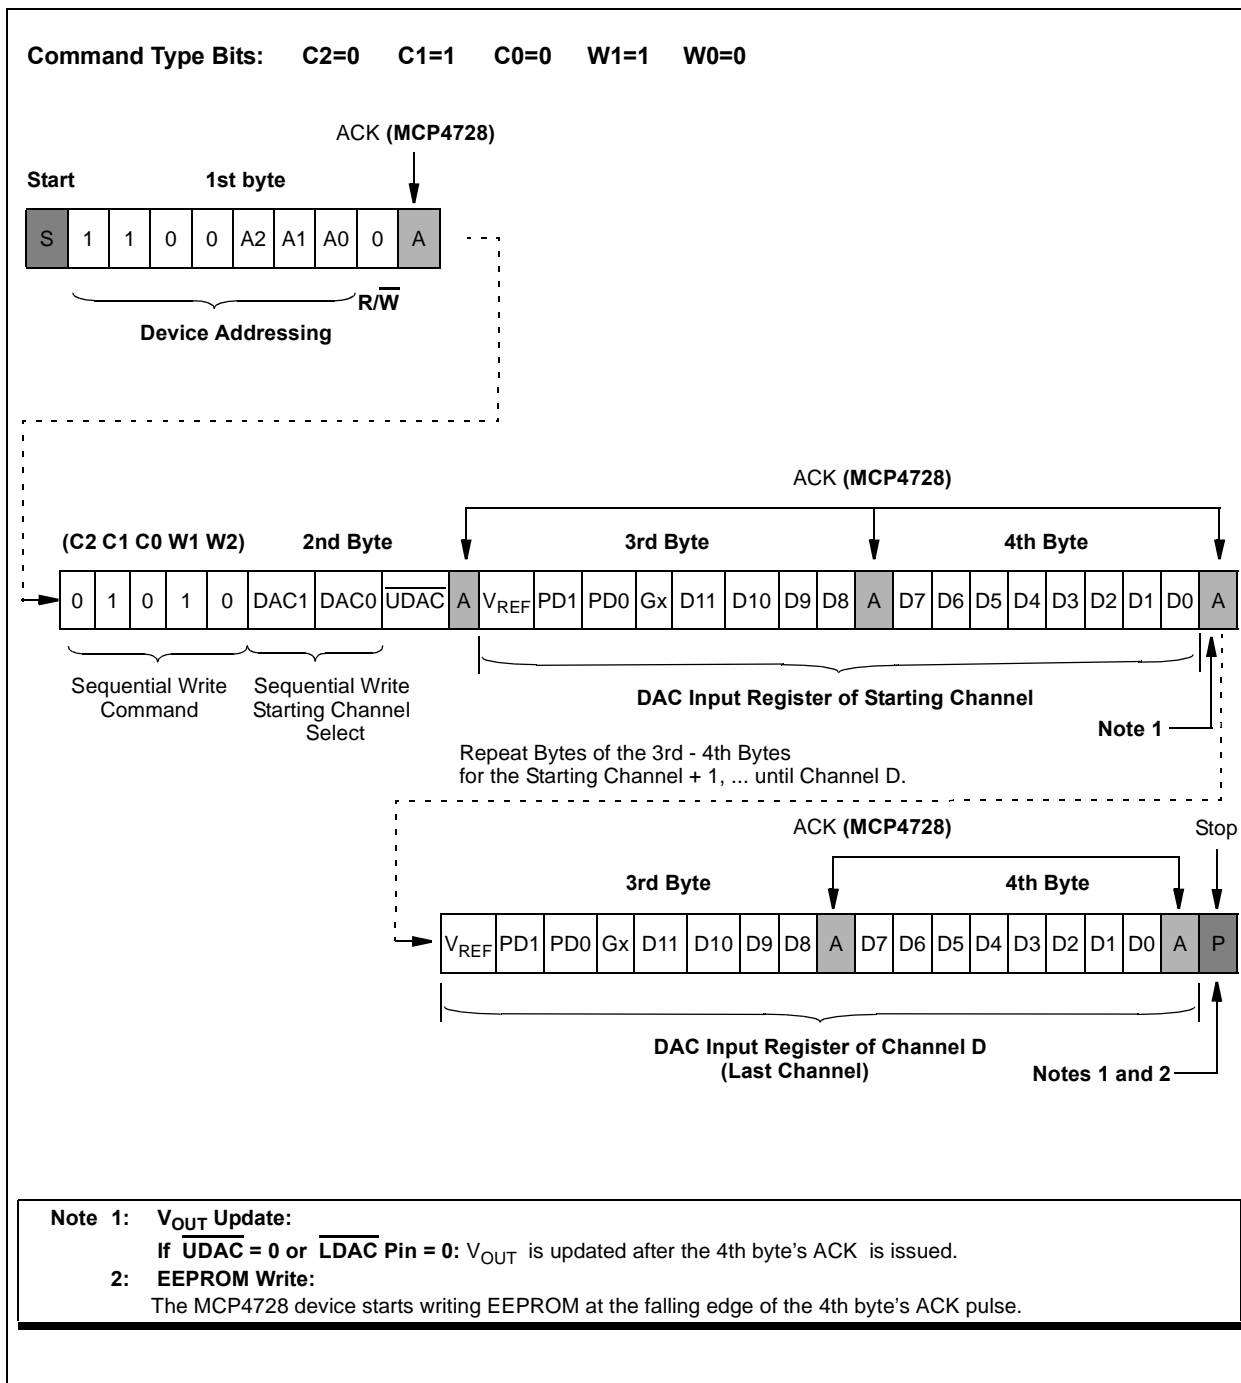 Command Type Bits: C2=0 C1=1 C0=0 W1=1 W0=0
ACK (MCP4728)
Start 1st byte
S 1 1 0 0 A2 A1 A0 0 A
R/W
Device Addressing
ACK (MCP4728)
(C2 C1 C0 W1 W2) 2nd Byte 3rd Byte 4th Byte
0 1 0 1 0 DAC1 DAC0 UDAC A VREF PD1 PD0 Gx D11 D10 D9 D8 A D7 D6 D5 D4 D3 D2 D1 D0 A
Sequential Write
Command
Sequential Write
Starting Channel
Select
DAC Input Register of Starting Channel
Note 1
Repeat Bytes of the 3rd - 4th Bytes
for the Starting Channel + 1, ... until Channel D.
ACK (MCP4728) Stop
3rd Byte 4th Byte
VREF PD1 PD0 Gx D11 D10 D9 D8 A D7 D6 D5 D4 D3 D2 D1 D0 A P
DAC Input Register of Channel D
(Last Channel)
Notes 1 and 2
Note 1: VOUT Update:
If UDAC = 0 or LDAC Pin = 0: VOUT is updated after the 4th byte's ACK is issued.
2: EEPROM Write:
The MCP4728 device starts writing EEPROM at the falling edge of the 4th byte's ACK pulse.